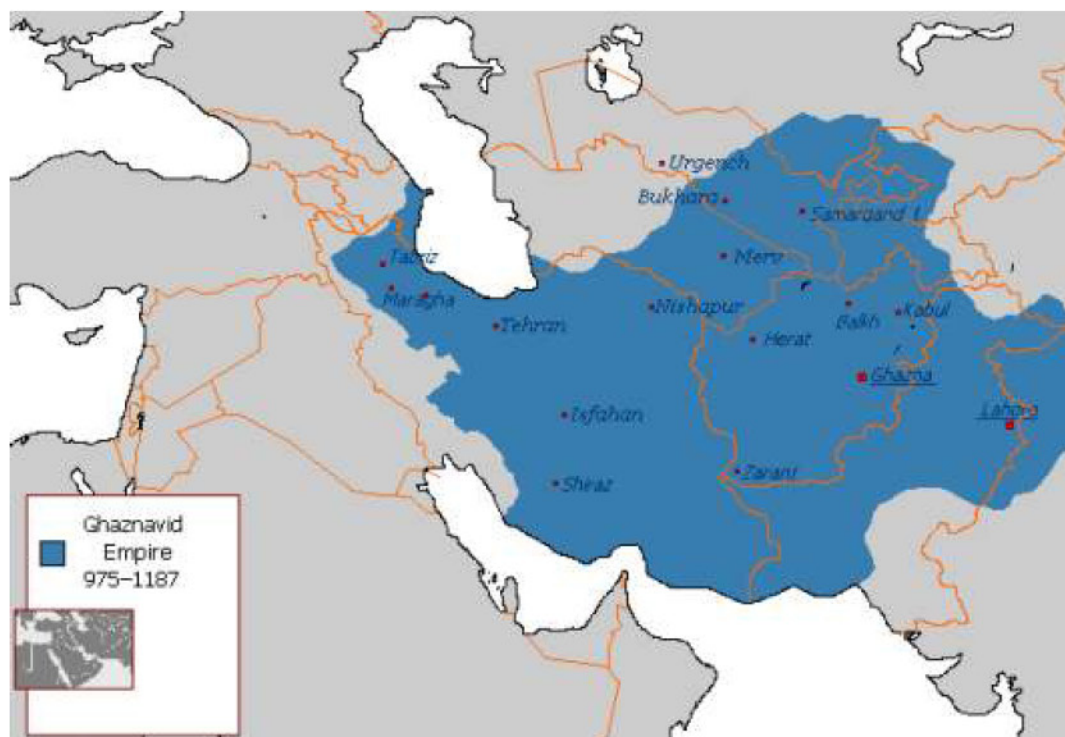 Urgench
Bukhara
Samarqand
Tabriz
Merv
Maragha
Nishapur
Balkh
Kabul
Tehran
Herat
Ghazna
Isfahan
Lahore
Zaranj
Shiraz
Ghaznavid
Empire
975-1187